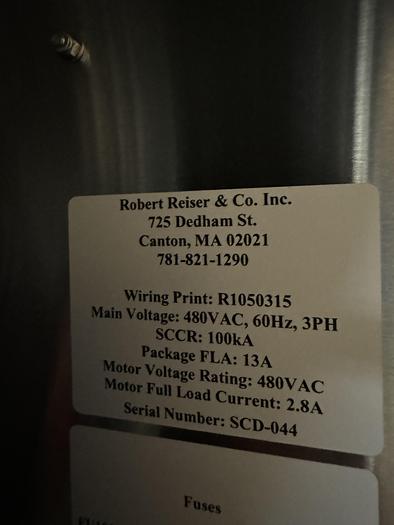 Robert Reiser & Co. Inc.
725 Dedham St.
Canton, MA 02021
781-821-1290
Wiring Print: R1050315
Main Voltage: 480VAC, 60Hz, 3PH
SCCR: 100kA
Package FLA: 13A
Motor Voltage Rating: 480VAC
Motor Full Load Current: 2.8A
Serial Number: SCD-044
Fuses